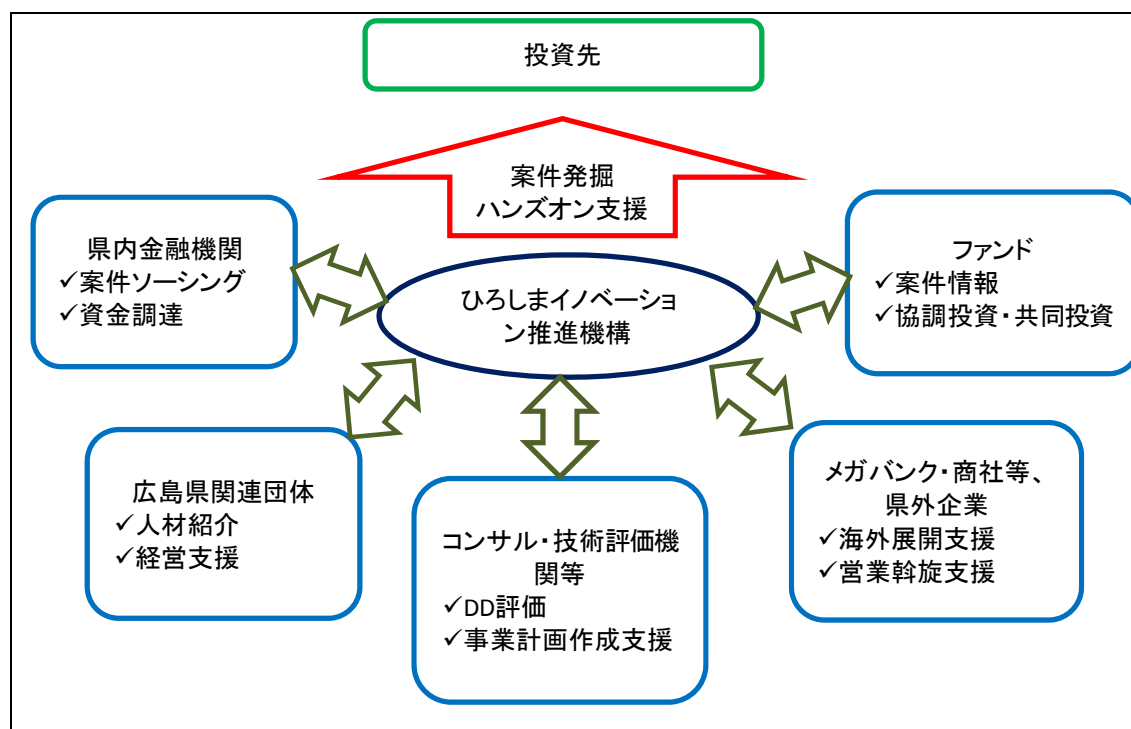 投資先
案件発掘
ハンズオン支援
県内金融機関
✓案件ソーシング
✓資金調達
ひろしまイノベーショ
ン推進機構
ファンド
✓案件情報
✓協調投資・共同投資
広島県関連団体
✓人材紹介
✓経営支援
コンサル・技術評価機
関等
✓DD評価
✓事業計画作成支援
メガバンク・商社等、
県外企業
✓海外展開支援
✓営業斡旋支援